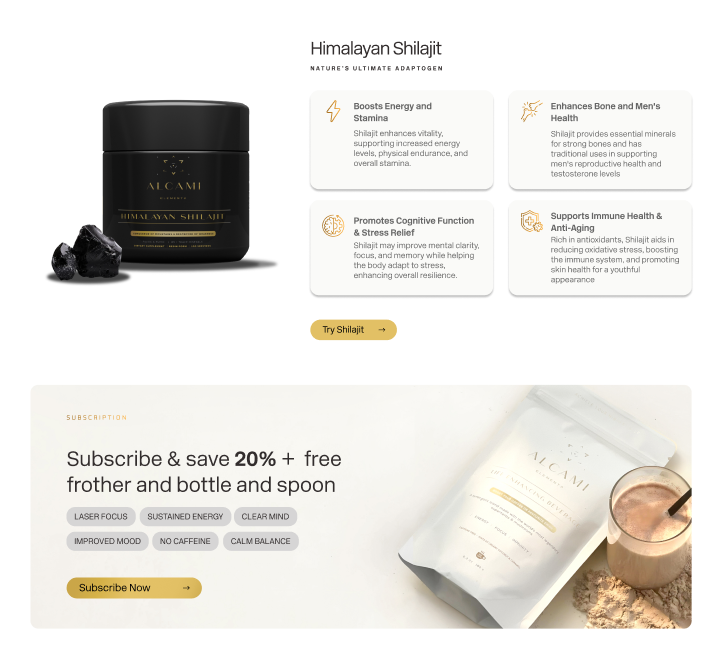 Himalayan Shilajit
NATURE'S ULTIMATE ADAPTOGEN
ALCAMI
ELEMENTS
HIMALAYAN SHILAJIT
Boosts Energy and
Stamina
Shilajit enhances vitality,
supporting increased energy
levels, physical endurance, and
overall stamina.
Enhances Bone and Men's
Health
Shilajit provides essential minerals
for strong bones and has
traditional uses in supporting
men's reproductive health and
testosterone levels
Promotes Cognitive Function
& Stress Relief
Shilajit may improve mental clarity,
focus, and memory while helping
the body adapt to stress,
enhancing overall resilience.
Supports Immune Health &
Anti-Aging
Rich in antioxidants, Shilajit aids in
reducing oxidative stress, boosting
the immune system, and promoting
skin health for a youthful
appearance
Try Shilajit →
SUBSCRIPTION
Subscribe & save 20% + free
frother and bottle and spoon
LASER FOCUS SUSTAINED ENERGY CLEAR MIND
IMPROVED MOOD NO CAFFEINE CALM BALANCE
Subscribe Now →
ALCAMI
ELEMENTS